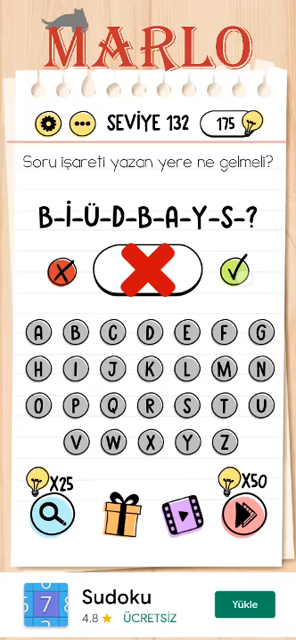 MARLO
SEVİYE 132
175
Soru işareti yazan yere ne gelmeli?
B-İ-Ü-D-B-A-Y-S-?
A B C D E F G
H I J K L M N
O P Q R S T U
V W X Y Z
X25
X50
7
Sudoku
4.8 ★ ÜCRETSİZ
Yükle